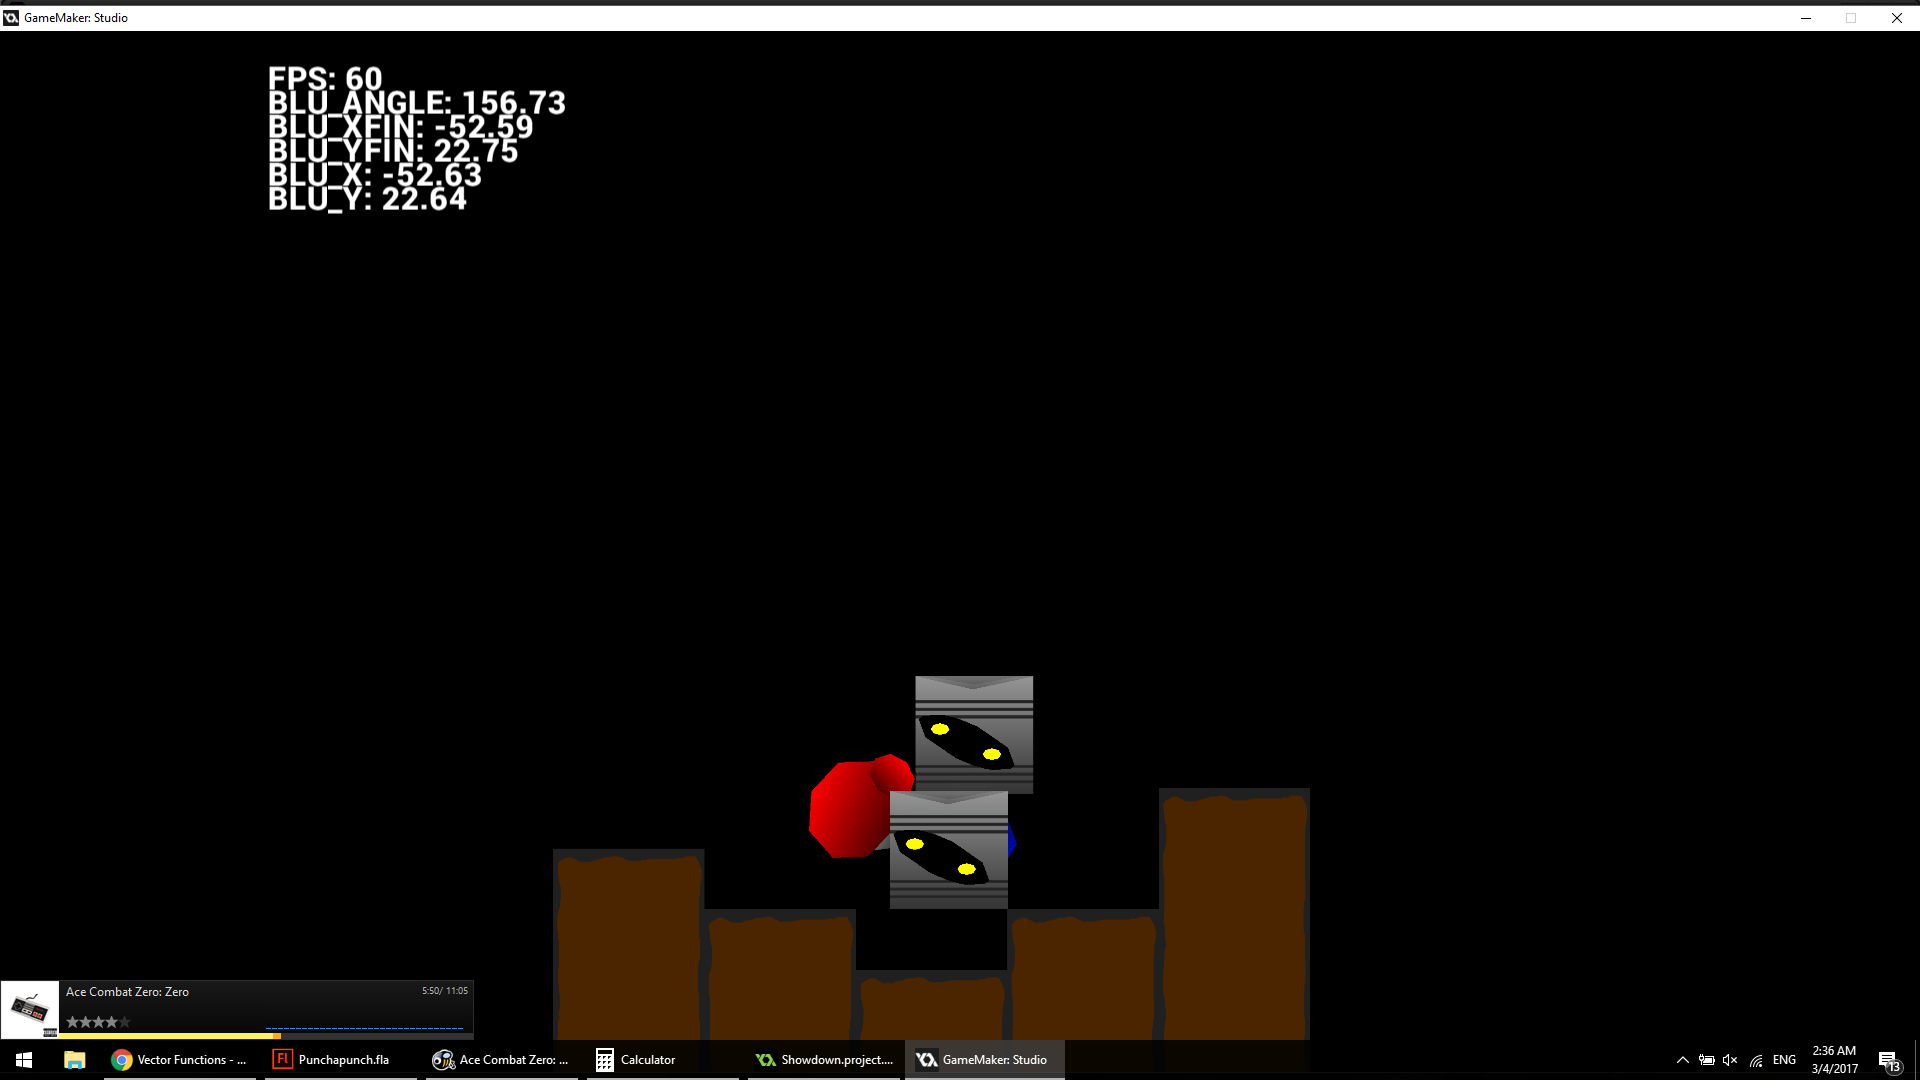 GameMaker: Studio
FPS: 60
BLU_ANGLE: 156.73
BLU_XFIN: -52.59
BLU_YFIN: 22.75
BLU_X: -52.63
BLU_Y: 22.64
Ace Combat Zero: Zero
5:50/ 11:05
Vector Functions - ...
Fl
Punchapunch.fla
Ace Combat Zero: ...
Calculator
Showdown.project....
GameMaker: Studio
ENG
2:36 AM
3/4/2017
13